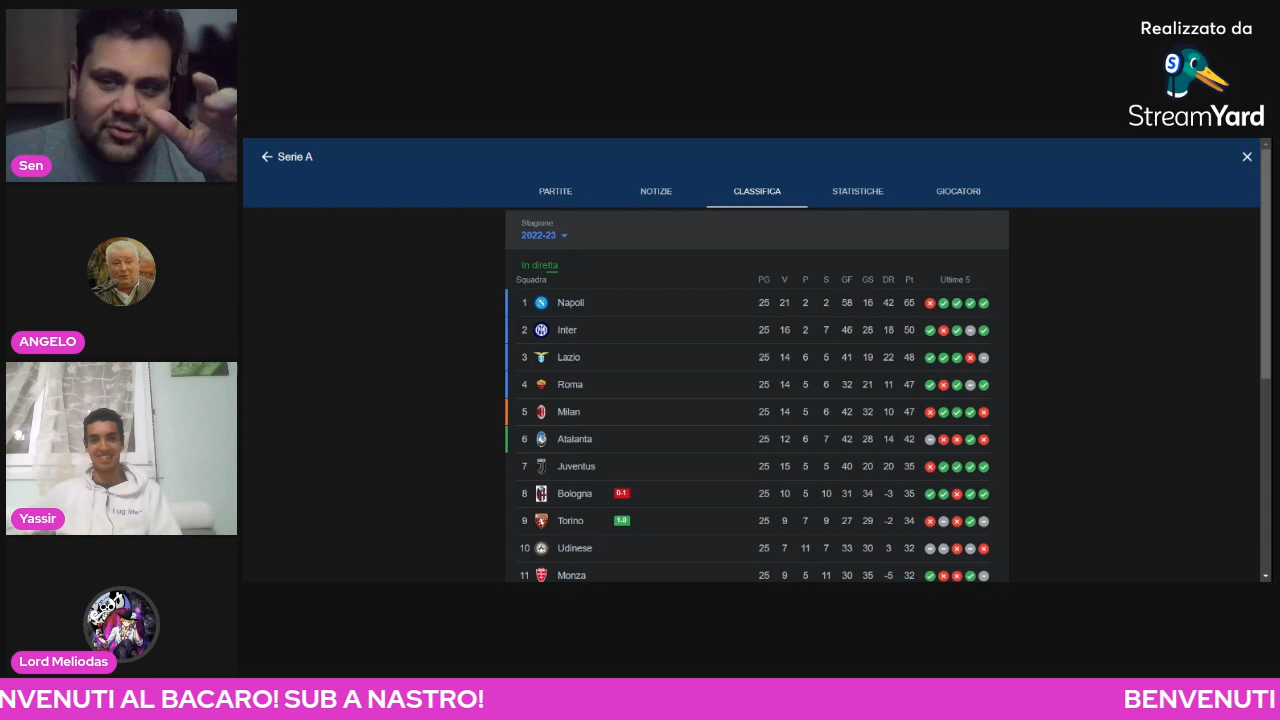 Realizzato da
StreamYard
Sen
ANGELO
Yassir
Lord Meliodas
Serie A
PARTITE NOTIZIE CLASSIFICA STATISTICHE GIOCATORI
Stagione
2022-23
In diretta
Squadra PG V P S GF GS DR Pt Ultime 5
1 Napoli 25 21 2 2 58 16 42 65
2 Inter 25 16 2 7 46 28 18 50
3 Lazio 25 14 6 5 41 19 22 48
4 Roma 25 14 5 6 32 21 11 47
5 Milan 25 14 5 6 42 32 10 47
6 Atalanta 25 12 6 7 42 28 14 42
7 Juventus 25 15 5 5 40 20 20 35
8 Bologna 0-1 25 10 5 10 31 34 -3 35
9 Torino 1-0 25 9 7 9 27 29 -2 34
10 Udinese 25 7 11 7 33 30 3 32
11 Monza 25 9 5 11 30 35 -5 32
NVENUTI AL BACARO! SUB A NASTRO! BENVENUTI